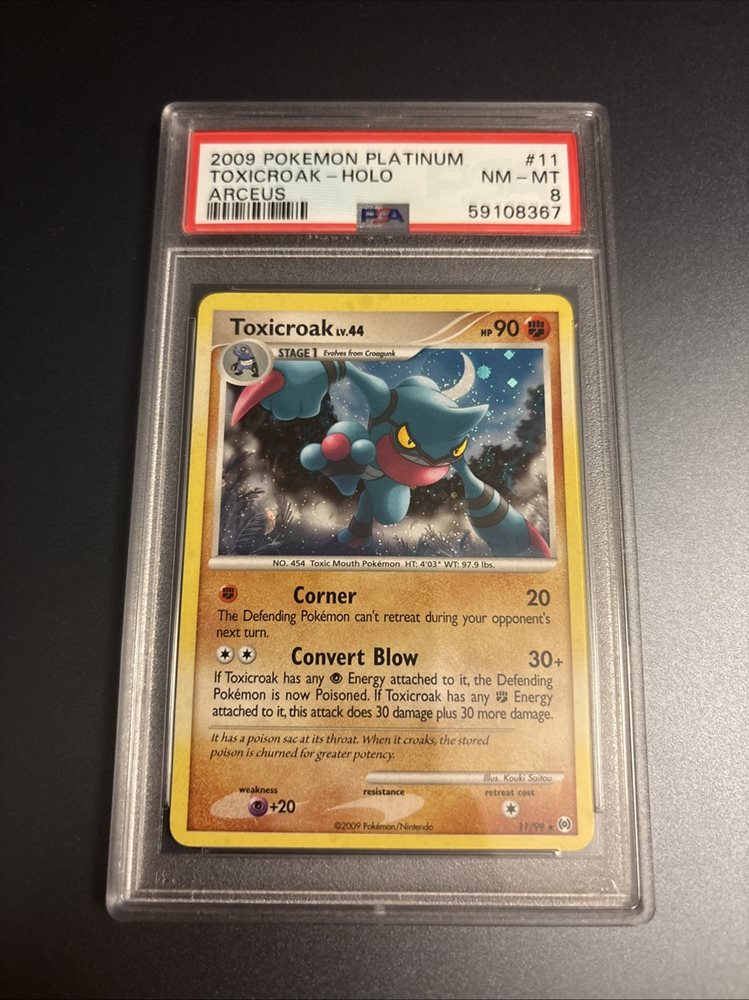 2009 POKEMON PLATINUM #11
TOXICROAK - HOLO NM - MT
ARCEUS 8
PSA 59108367
Toxicroak LV.44 HP 90
STAGE 1 Evolves from Croagunk
NO. 454 Toxic Mouth Pokémon HT: 4'03" WT: 97.9 lbs.
Corner 20
The Defending Pokémon can't retreat during your opponent's
next turn.
Convert Blow 30+
If Toxicroak has any Energy attached to it, the Defending
Pokémon is now Poisoned. If Toxicroak has any Energy
attached to it, this attack does 30 damage plus 30 more damage.
It has a poison sac at its throat. When it croaks, the stored
poison is churned for greater potency.
Illus. Kouki Saitou
weakness resistance retreat cost
+20
©2009 Pokémon/Nintendo 11/99 ★